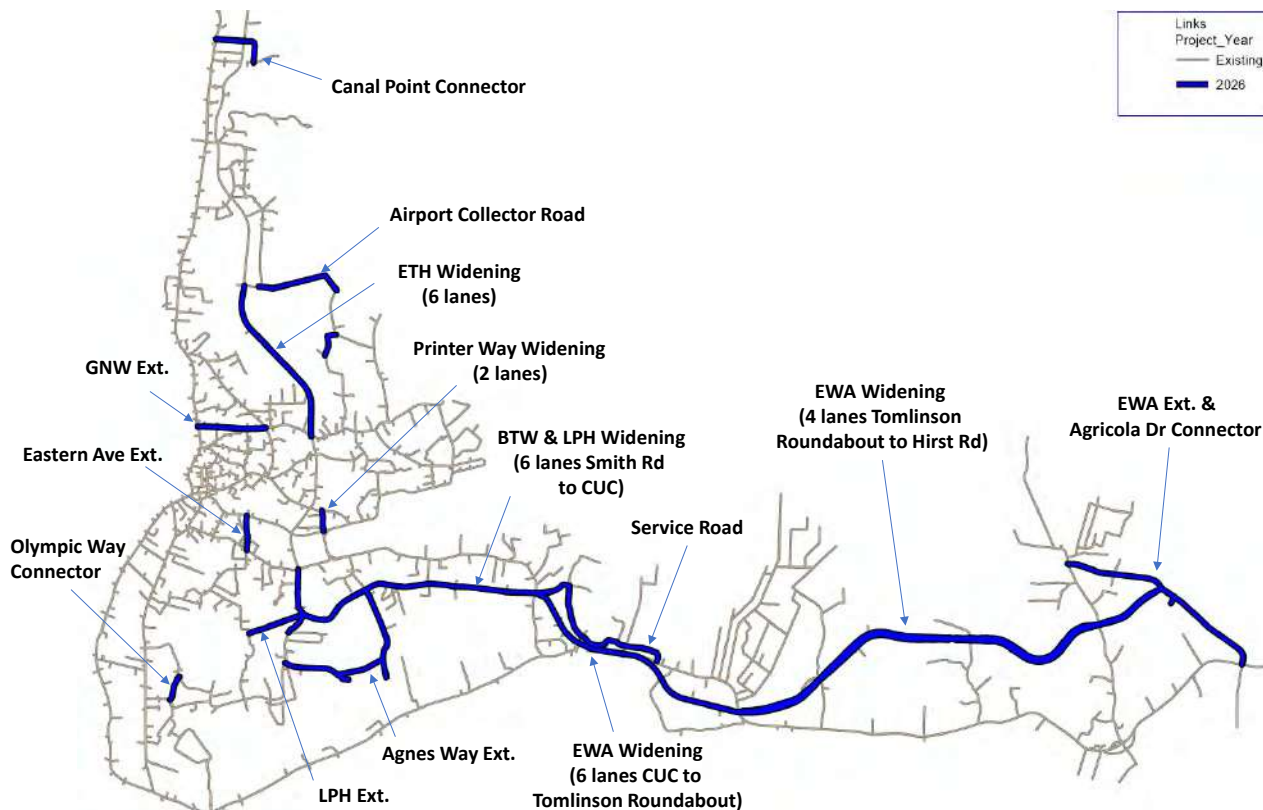 Links
Project_Year
Existing
2026
Canal Point Connector
Airport Collector Road
ETH Widening
(6 lanes)
Printer Way Widening
(2 lanes)
GNW Ext.
BTW & LPH Widening
(6 lanes Smith Rd
to CUC)
EWA Widening
(4 lanes Tomlinson
Roundabout to Hirst Rd)
EWA Ext. &
Agricola Dr Connector
Eastern Ave Ext.
Service Road
Olympic Way
Connector
Agnes Way Ext.
EWA Widening
(6 lanes CUC to
Tomlinson Roundabout)
LPH Ext.